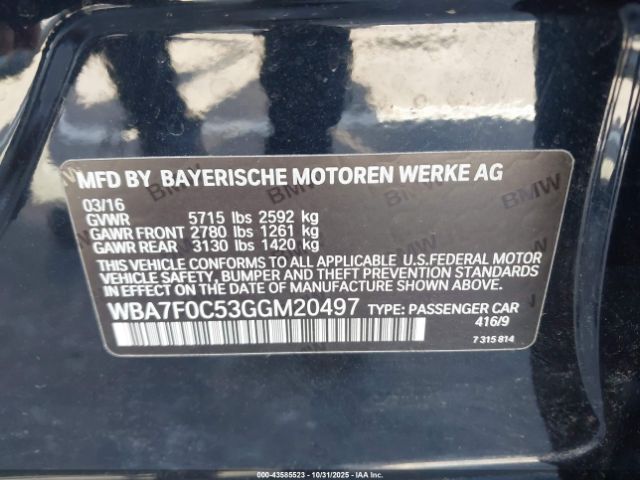 MFD BY BAYERISCHE MOTOREN WERKE AG
03/16
GVWR 5715 lbs 2592 kg
GAWR FRONT 2780 lbs 1261 kg
GAWR REAR 3130 lbs 1420 kg
THIS VEHICLE CONFORMS TO ALL APPLICABLE U.S.FEDERAL MOTOR
VEHICLE SAFETY, BUMPER AND THEFT PREVENTION STANDARDS
IN EFFECT ON THE DATE OF MANUFACTURE SHOWN ABOVE.
WBA7F0C53GGM20497 TYPE: PASSENGER CAR
416/9
7 315 814
000-43585523 - 10/31/2025 - IAAI, Inc.